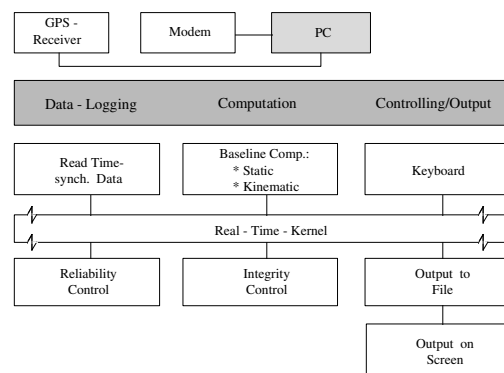 GPS -
Receiver
Modem
PC
Data - Logging
Computation
Controlling/Output
Read Time-
synch. Data
Baseline Comp.:
* Static
* Kinematic
Keyboard
Real - Time - Kernel
Reliability
Control
Integrity
Control
Output to
File
Output on
Screen